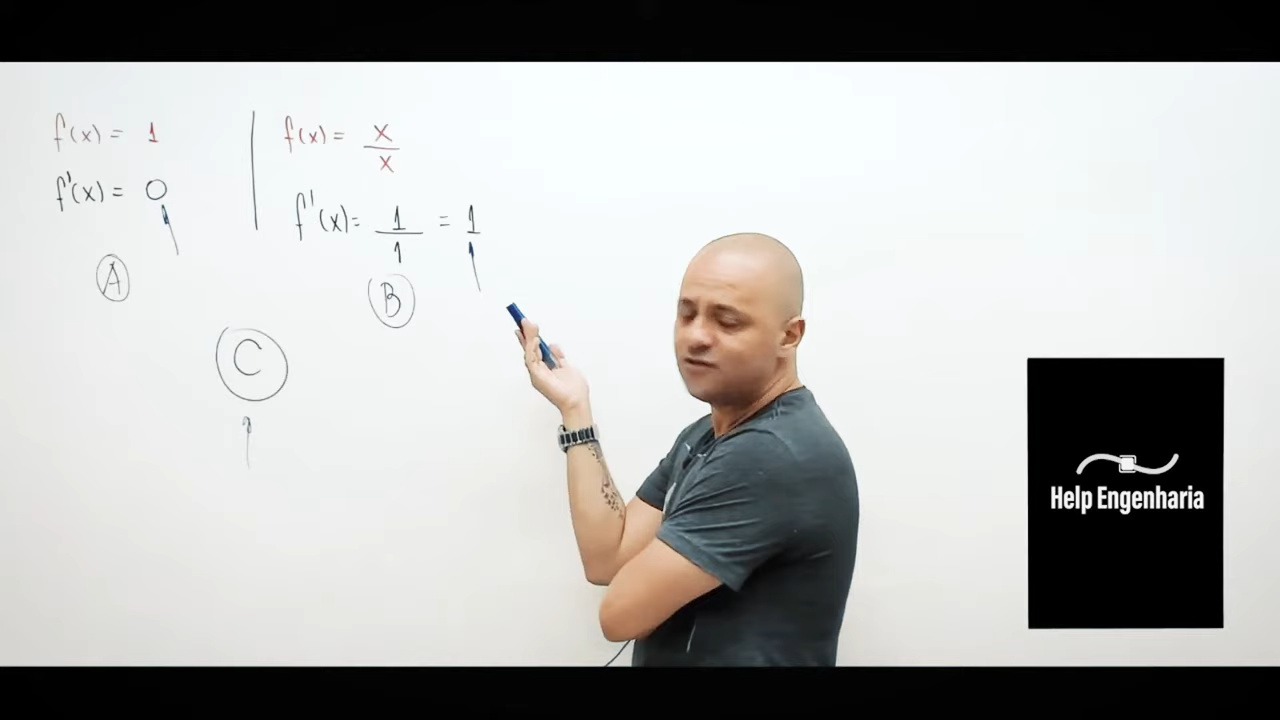 f(x) = 1
f'(x) = 0
A
f(x) = x/x
f'(x) = 1/1 = 1
B
C
Help Engenharia